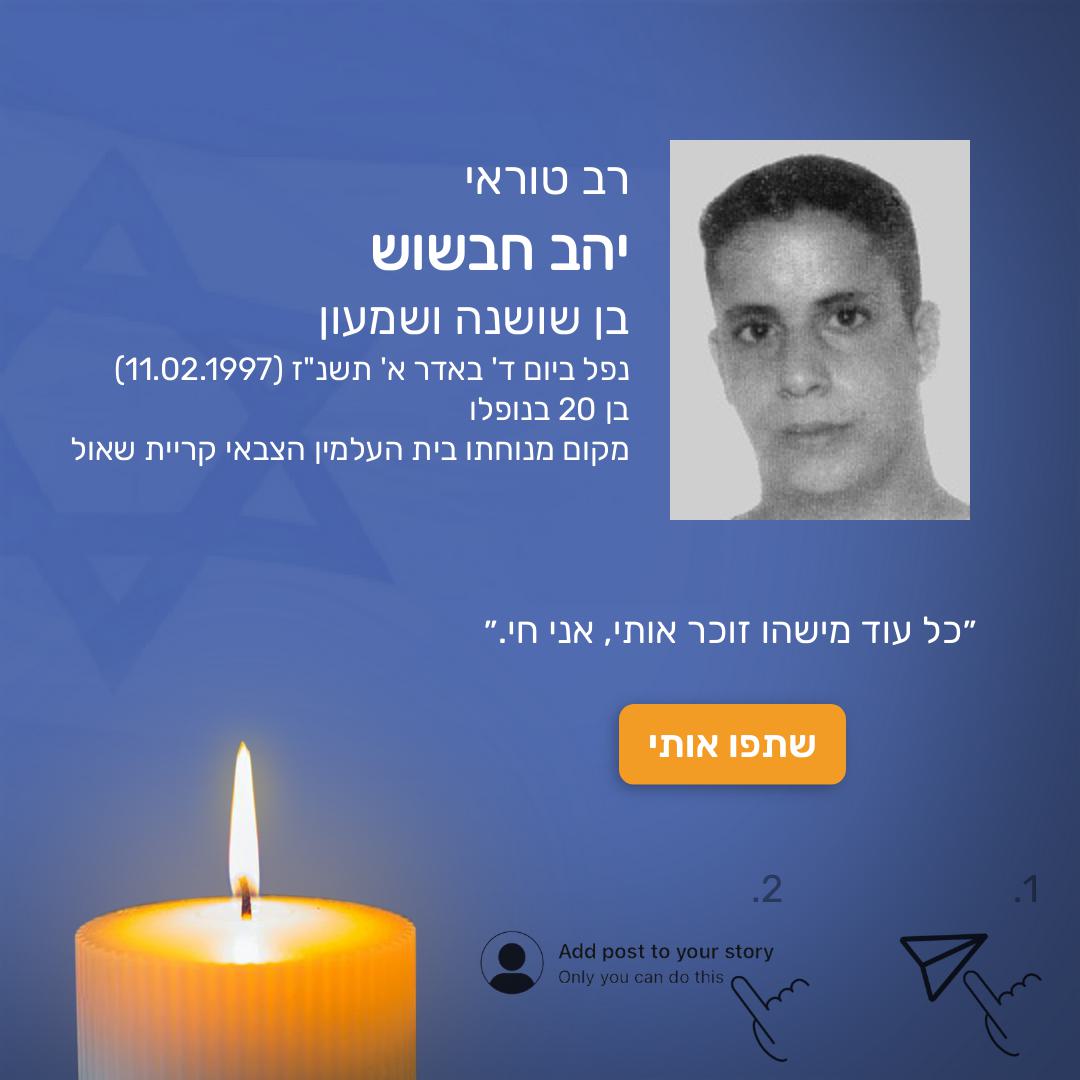 רב טוראי
יהב חבשוש
בן שושנה ושמעון
נפל ביום ד' באדר א' תשנ"ז (11.02.1997)
בן 20 בנופלו
מקום מנוחתו בית העלמין הצבאי קריית שאול
״כל עוד מישהו זוכר אותי, אני חי.״
שתפו אותי
1.
2.
Add post to your story
Only you can do this